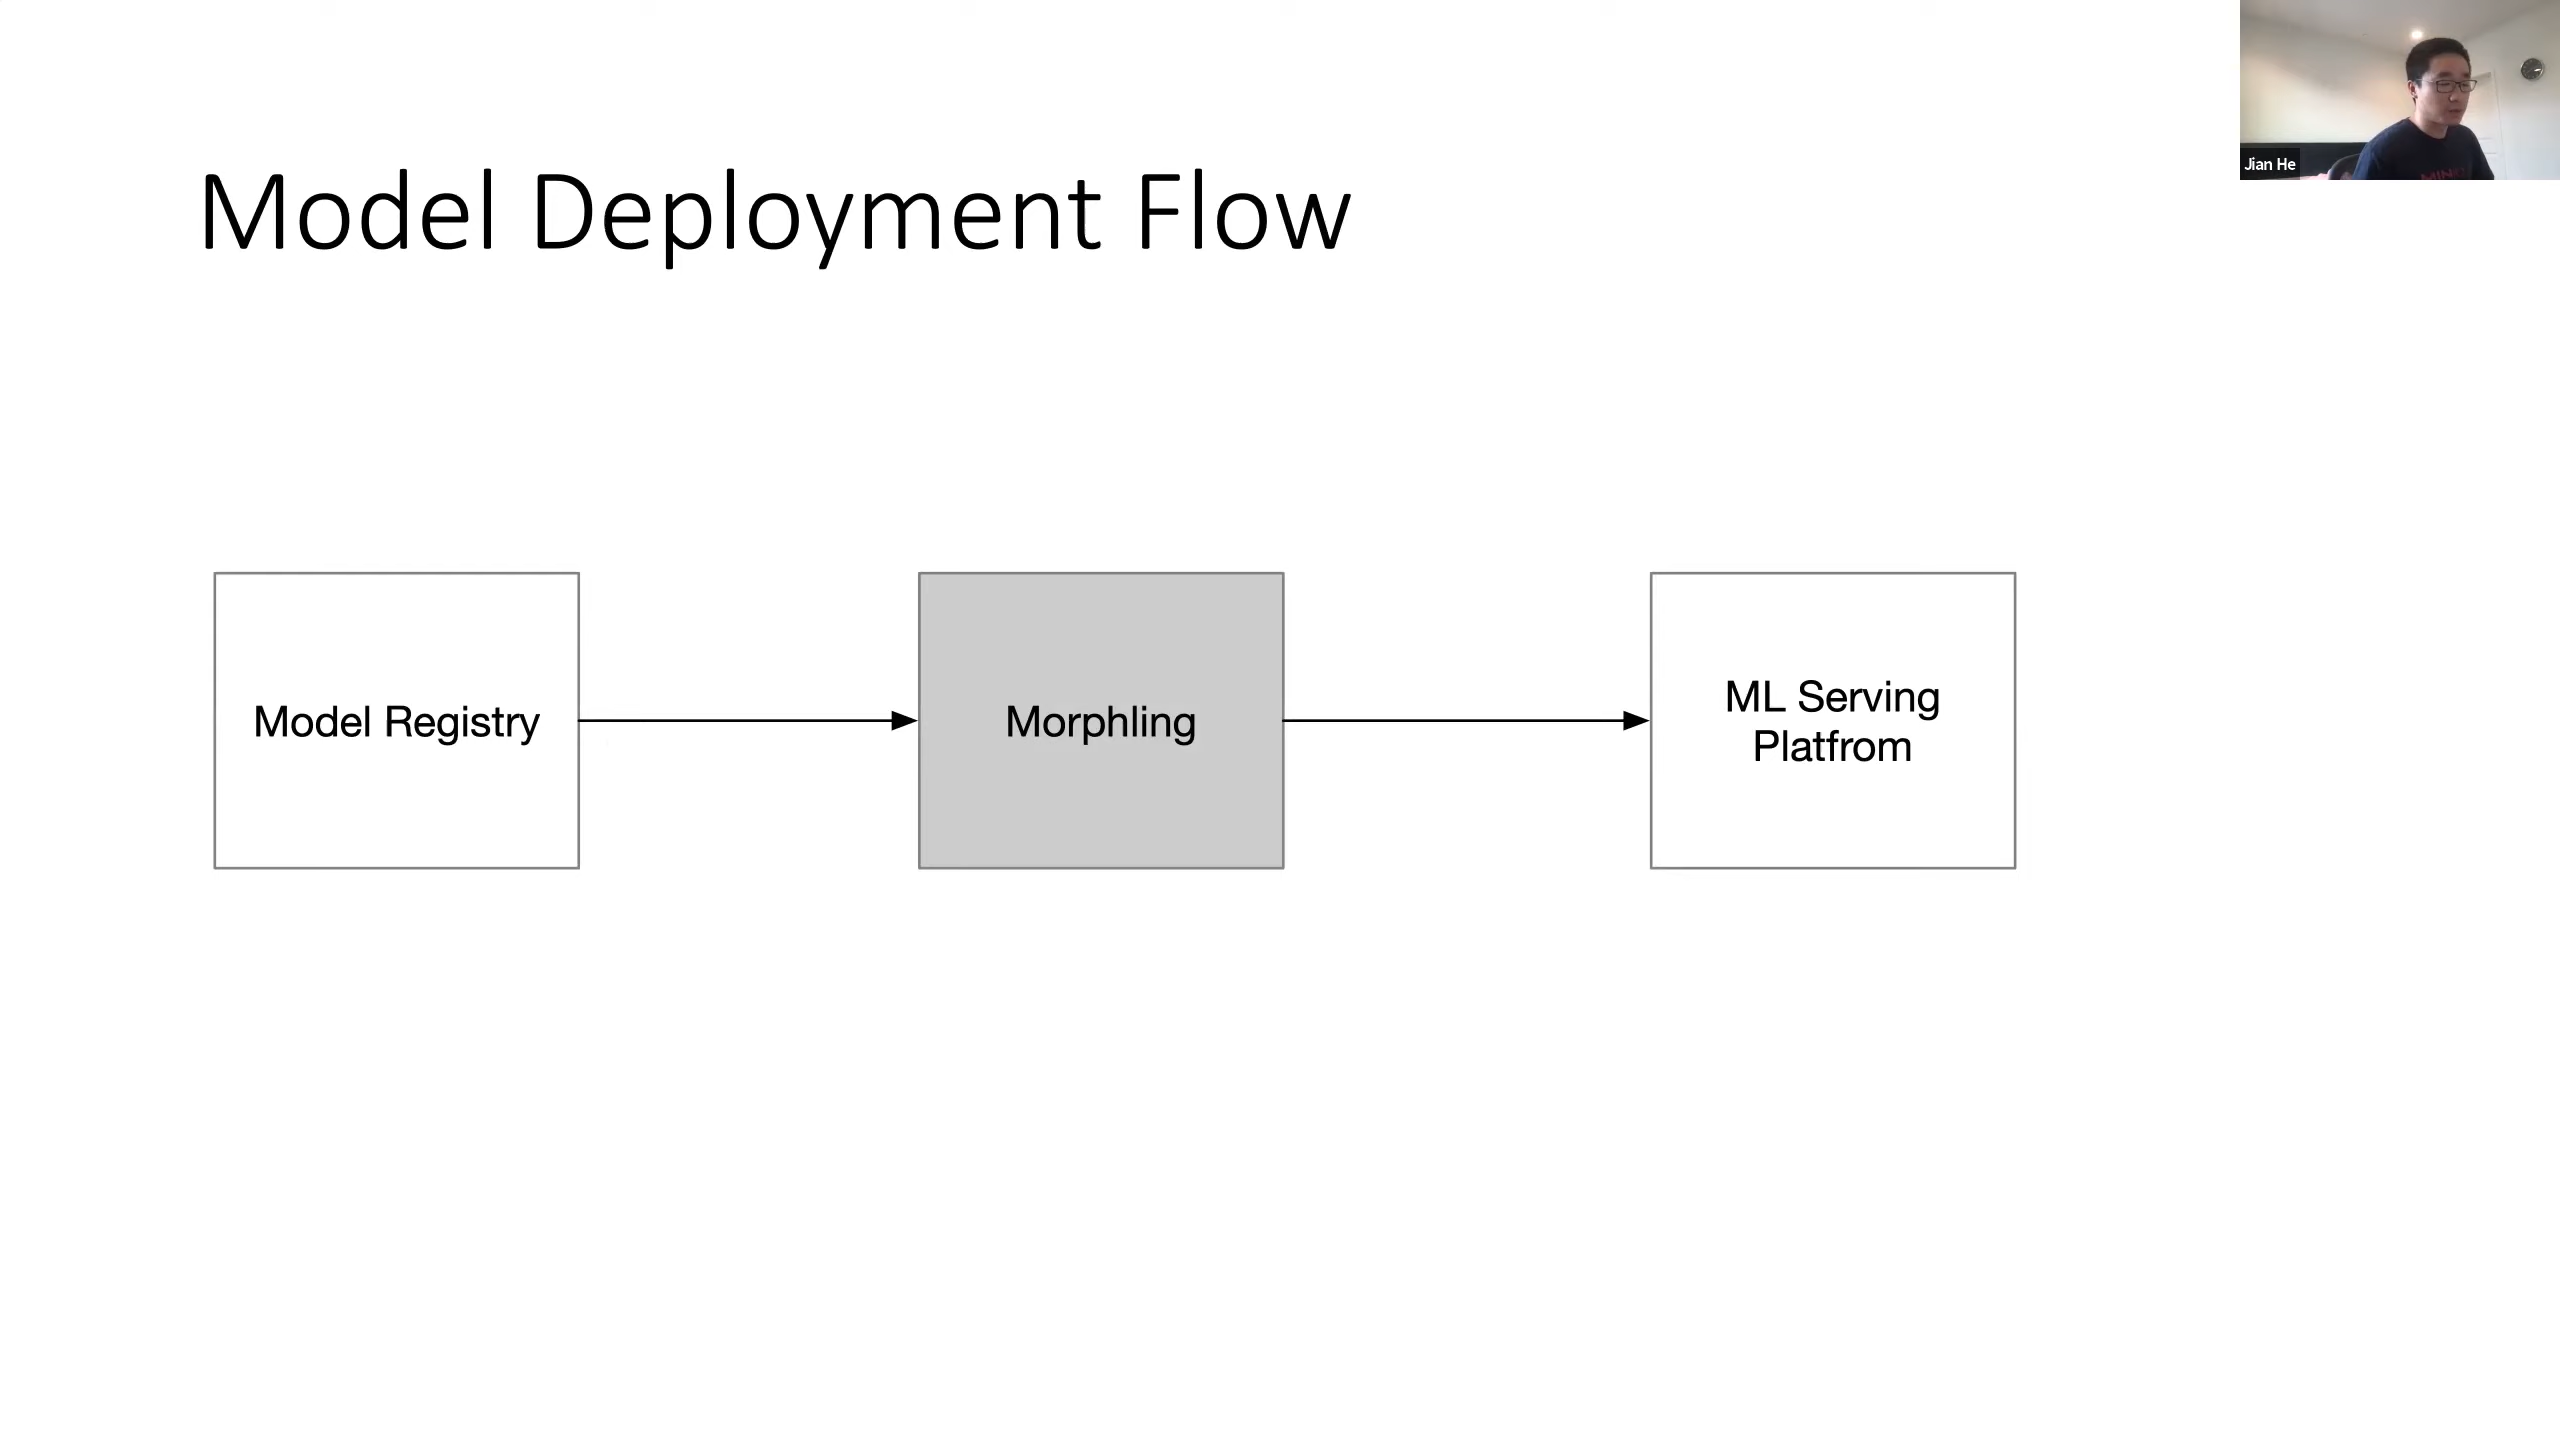 Model Deployment Flow
Jian He
Model Registry
Morphling
ML Serving
Platfrom